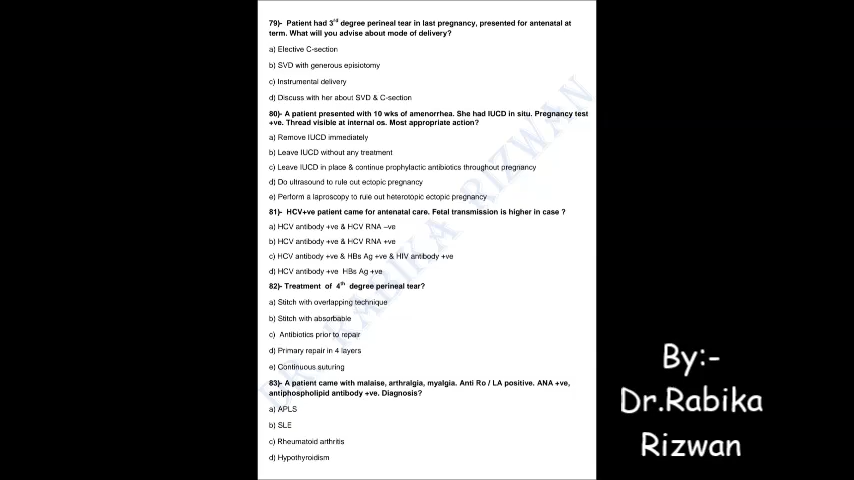 79)- Patient had 3rd degree perineal tear in last pregnancy, presented for antenatal at
term. What will you advise about mode of delivery?
a) Elective C-section
b) SVD with generous episiotomy
c) Instrumental delivery
d) Discuss with her about SVD & C-section
80)- A patient presented with 10 wks of amenorrhea. She had IUCD in situ. Pregnancy test
+ve. Thread visible at internal os. Most appropriate action?
a) Remove IUCD immediately
b) Leave IUCD without any treatment
c) Leave IUCD in place & continue prophylactic antibiotics throughout pregnancy
d) Do ultrasound to rule out ectopic pregnancy
e) Perform a laproscopy to rule out heterotopic ectopic pregnancy
81)- HCV+ve patient came for antenatal care. Fetal transmission is higher in case ?
a) HCV antibody +ve & HCV RNA –ve
b) HCV antibody +ve & HCV RNA +ve
c) HCV antibody +ve & HBs Ag +ve & HIV antibody +ve
d) HCV antibody +ve HBs Ag +ve
82)- Treatment of 4th degree perineal tear?
a) Stitch with overlapping technique
b) Stitch with absorbable
c) Antibiotics prior to repair
d) Primary repair in 4 layers
e) Continuous suturing
83)- A patient came with malaise, arthralgia, myalgia. Anti Ro / LA positive. ANA +ve,
antiphospholipid antibody +ve. Diagnosis?
a) APLS
b) SLE
c) Rheumatoid arthritis
d) Hypothyroidism
DR. RABIKA RIZWAN
By:-
Dr.Rabika
Rizwan